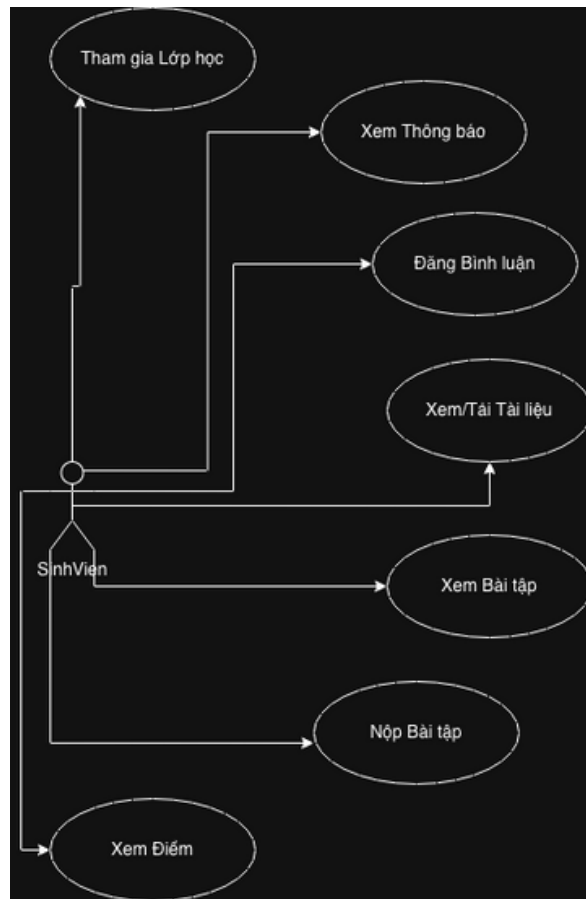 Tham gia Lớp học
Xem Thông báo
Đăng Bình luận
Xem/Tải Tài liệu
SinhVien
Xem Bài tập
Nộp Bài tập
Xem Điểm